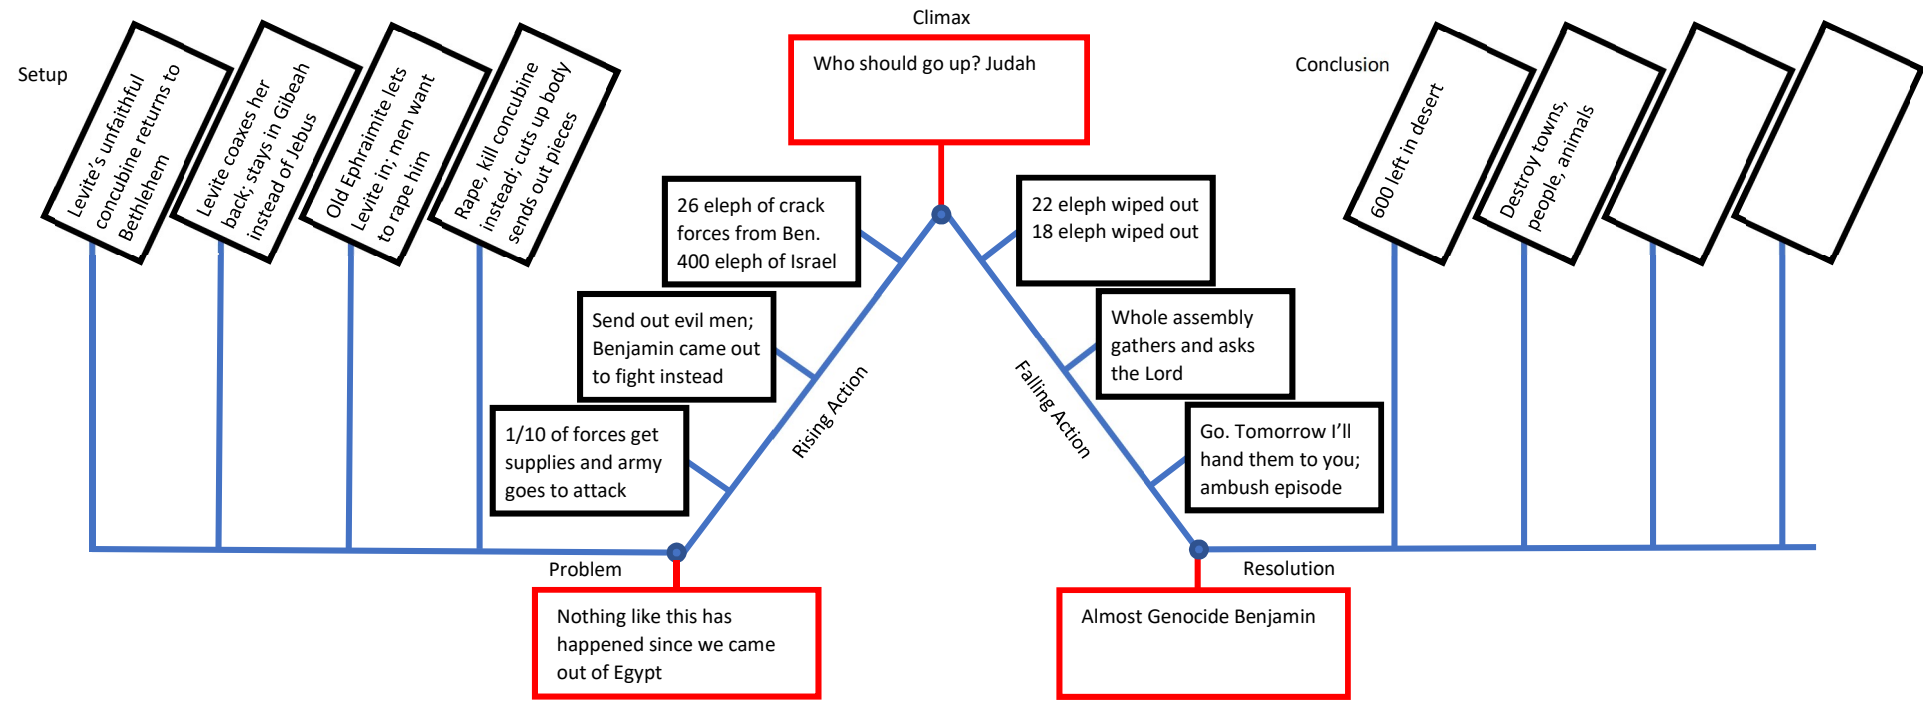 Setup
Levite's unfaithful
concubine returns to
Bethlehem
Levite coaxes her
back; stays in Gibeah
instead of Jebus
Old Ephraimite lets
Levite in; men want
to rape him
Rape, kill concubine
instead; cuts up body
sends out pieces
Problem
Nothing like this has
happened since we came
out of Egypt
Rising Action
1/10 of forces get
supplies and army
goes to attack
Send out evil men;
Benjamin came out
to fight instead
26 eleph of crack
forces from Ben.
400 eleph of Israel
Climax
Who should go up? Judah
Falling Action
22 eleph wiped out
18 eleph wiped out
Whole assembly
gathers and asks
the Lord
Go. Tomorrow I'll
hand them to you;
ambush episode
Resolution
Almost Genocide Benjamin
Conclusion
600 left in desert
Destroy towns,
people, animals